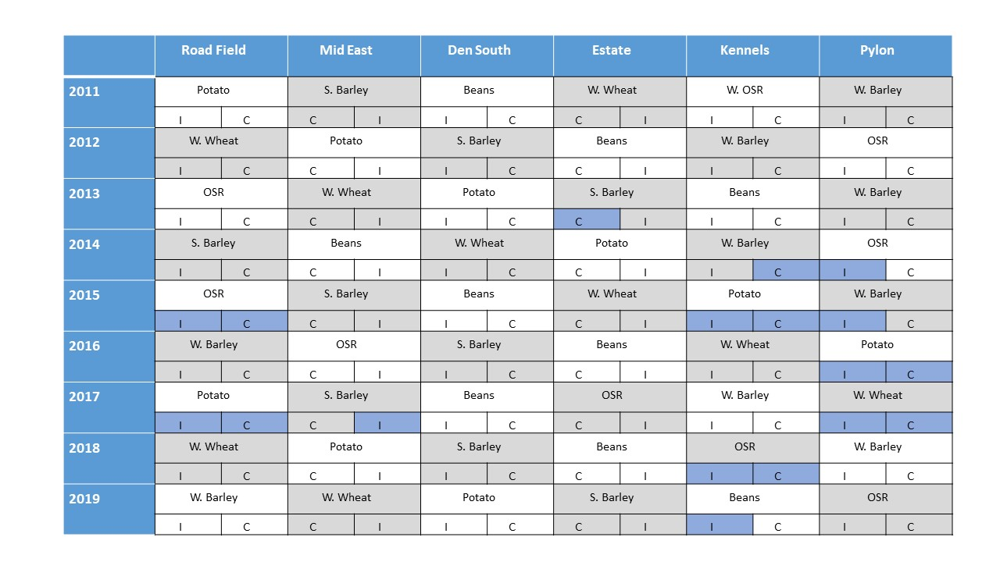 Road Field Mid East Den South Estate Kennels Pylon
2011 Potato S. Barley Beans W. Wheat W. OSR W. Barley
I C C I I C C I I C I C
2012 W. Wheat Potato S. Barley Beans W. Barley OSR
I C C I I C C I I C I C
2013 OSR W. Wheat Potato S. Barley Beans W. Barley
I C C I I C C I I C I C
2014 S. Barley Beans W. Wheat Potato W. Barley OSR
I C C I I C C I I C I C
2015 OSR S. Barley Beans W. Wheat Potato W. Barley
I C C I I C C I I C I C
2016 W. Barley OSR S. Barley Beans W. Wheat Potato
I C C I I C C I I C I C
2017 Potato S. Barley Beans OSR W. Barley W. Wheat
I C C I I C C I I C I C
2018 W. Wheat Potato S. Barley Beans OSR W. Barley
I C C I I C C I I C I C
2019 W. Barley W. Wheat Potato S. Barley Beans OSR
I C C I I C C I I C I C